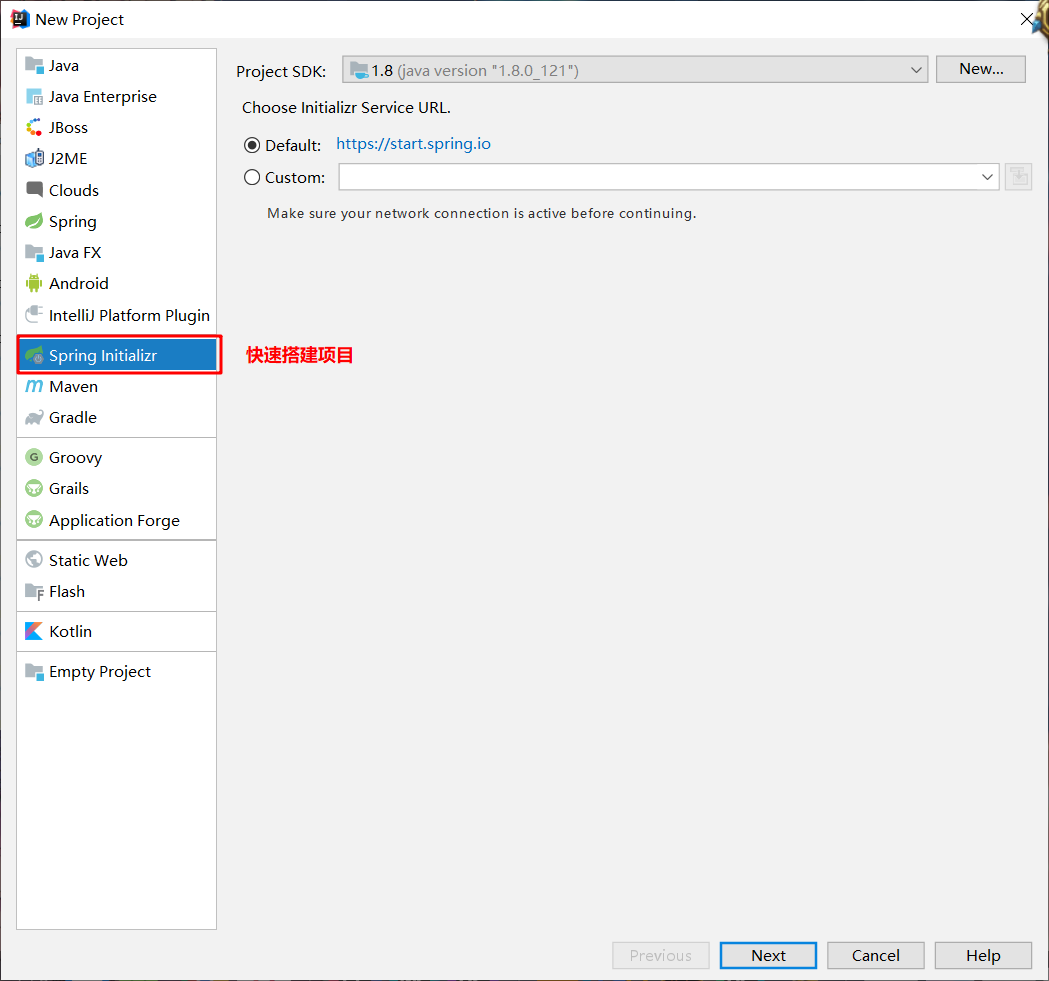 New Project
Java
Java Enterprise
JBoss
J2ME
Clouds
Spring
Java FX
Android
IntelliJ Platform Plugin
Spring Initializr
Maven
Gradle
Groovy
Grails
Application Forge
Static Web
Flash
Kotlin
Empty Project
Project SDK: 1.8 (java version "1.8.0_121") New...
Choose Initializr Service URL.
Default: https://start.spring.io
Custom:
Make sure your network connection is active before continuing.
快速搭建项目
Previous Next Cancel Help